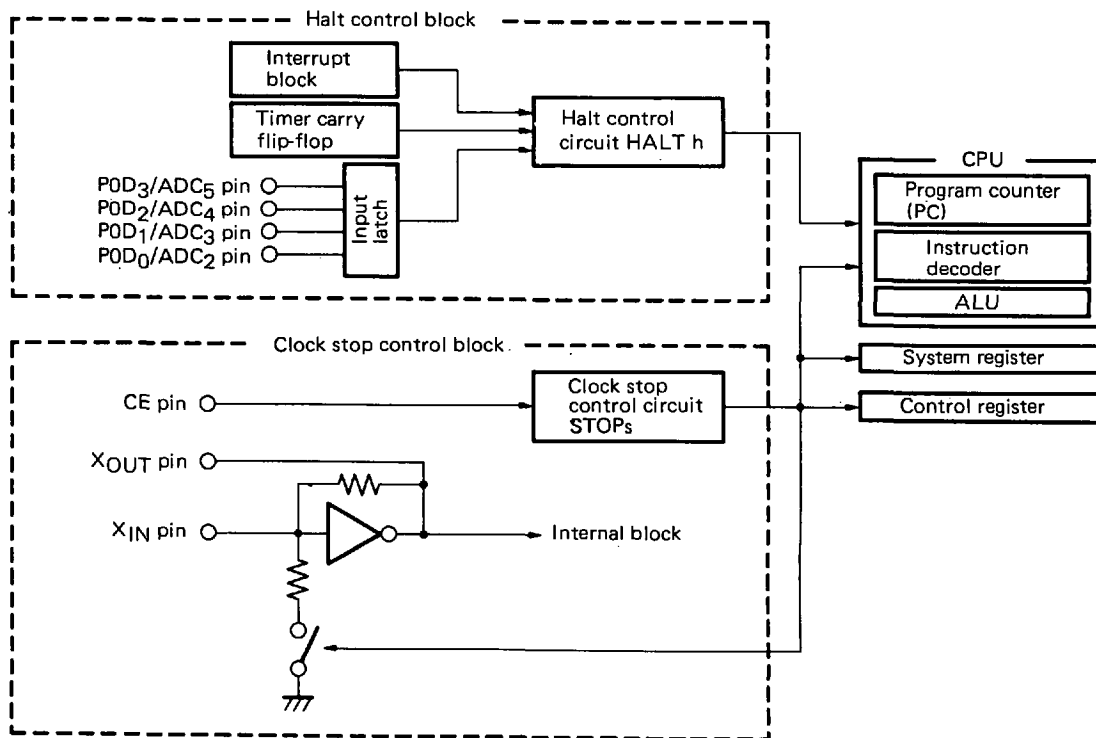 Halt control block
Interrupt
block
Timer carry
flip-flop
Halt control
circuit HALT h
P0D3/ADC5 pin
P0D2/ADC4 pin
P0D1/ADC3 pin
P0D0/ADC2 pin
Input
latch
CPU
Program counter
(PC)
Instruction
decoder
ALU
System register
Control register
Clock stop control block
CE pin
Clock stop
control circuit
STOPs
XOUT pin
XIN pin
Internal block